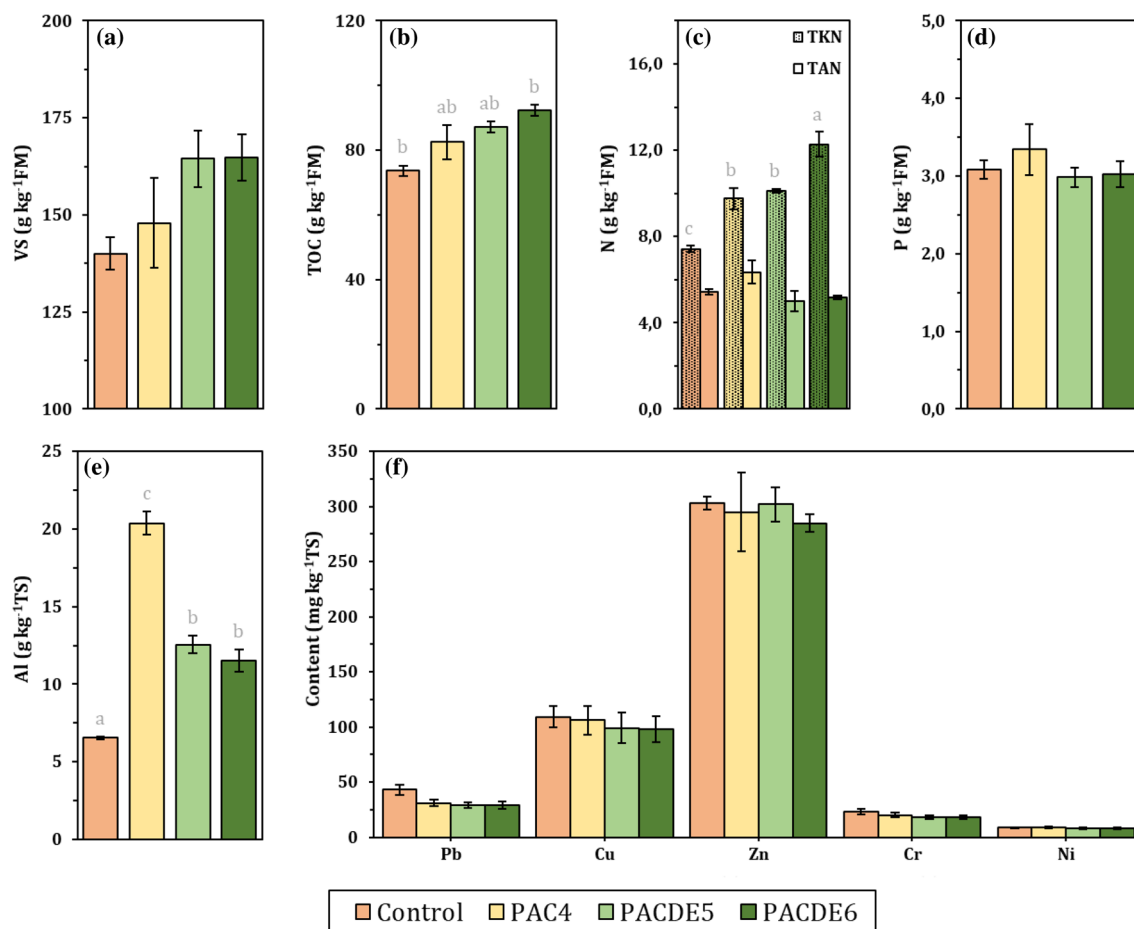 (a)
200
175
150
125
100
VS (g kg-1FM)
(b)
120
80
40
0
TOC (g kg-1FM)
b
ab
ab
b
(c)
TKN
TAN
16,0
12,0
8,0
4,0
0,0
N (g kg-1FM)
c
b
b
a
(d)
5,0
4,0
3,0
2,0
1,0
0,0
P (g kg-1FM)
(e)
25
20
15
10
5
0
Al (g kg-1TS)
a
c
b
b
(f)
350
300
250
200
150
100
50
0
Content (mg kg-1TS)
Pb Cu Zn Cr Ni
Control PAC4 PACDE5 PACDE6